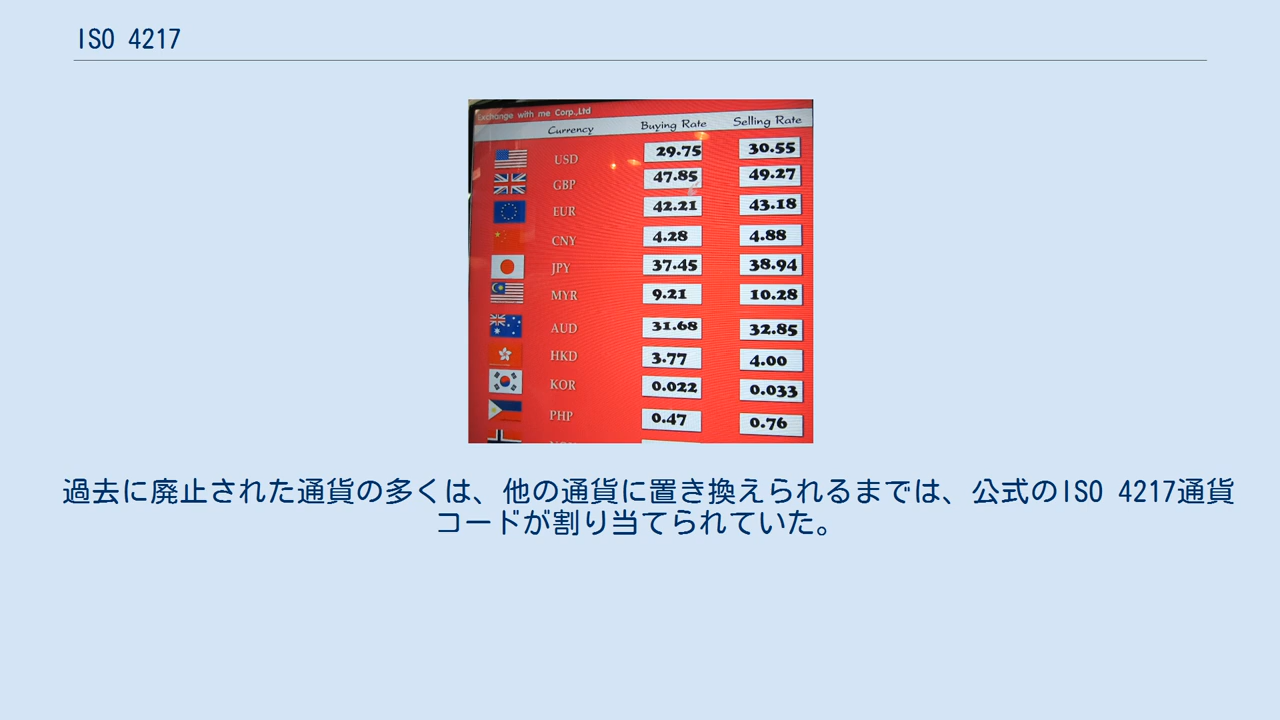 ISO 4217
Exchange with me Corp.,Ltd
Currency Buying Rate Selling Rate
USD 29.75 30.55
GBP 47.85 49.27
EUR 42.21 43.18
CNY 4.28 4.88
JPY 37.45 38.94
MYR 9.21 10.28
AUD 31.68 32.85
HKD 3.77 4.00
KOR 0.022 0.033
PHP 0.47 0.76
過去に廃止された通貨の多くは、他の通貨に置き換えられるまでは、公式のISO 4217通貨
コードが割り当てられていた。